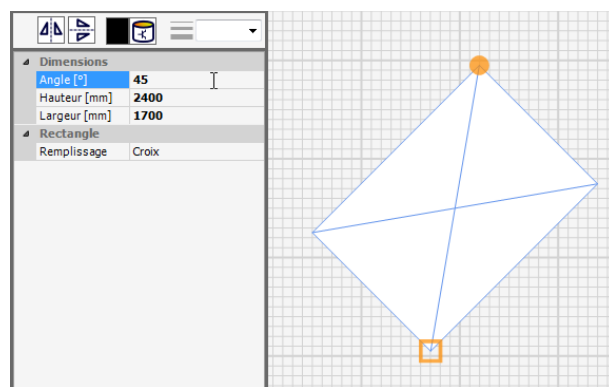 Dimensions
Angle [°] 45
Hauteur [mm] 2400
Largeur [mm] 1700
Rectangle
Remplissage Croix